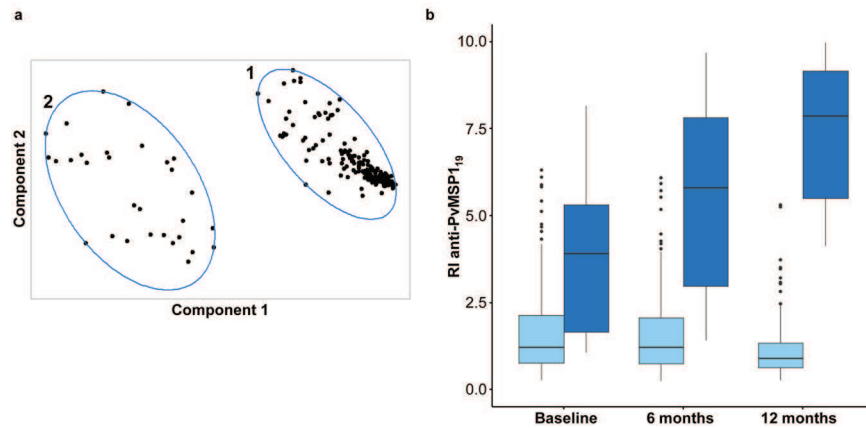 a
1
2
Component 2
Component 1
b
RI anti-PvMSP1₁₉
10.0
7.5
5.0
2.5
0.0
Baseline 6 months 12 months